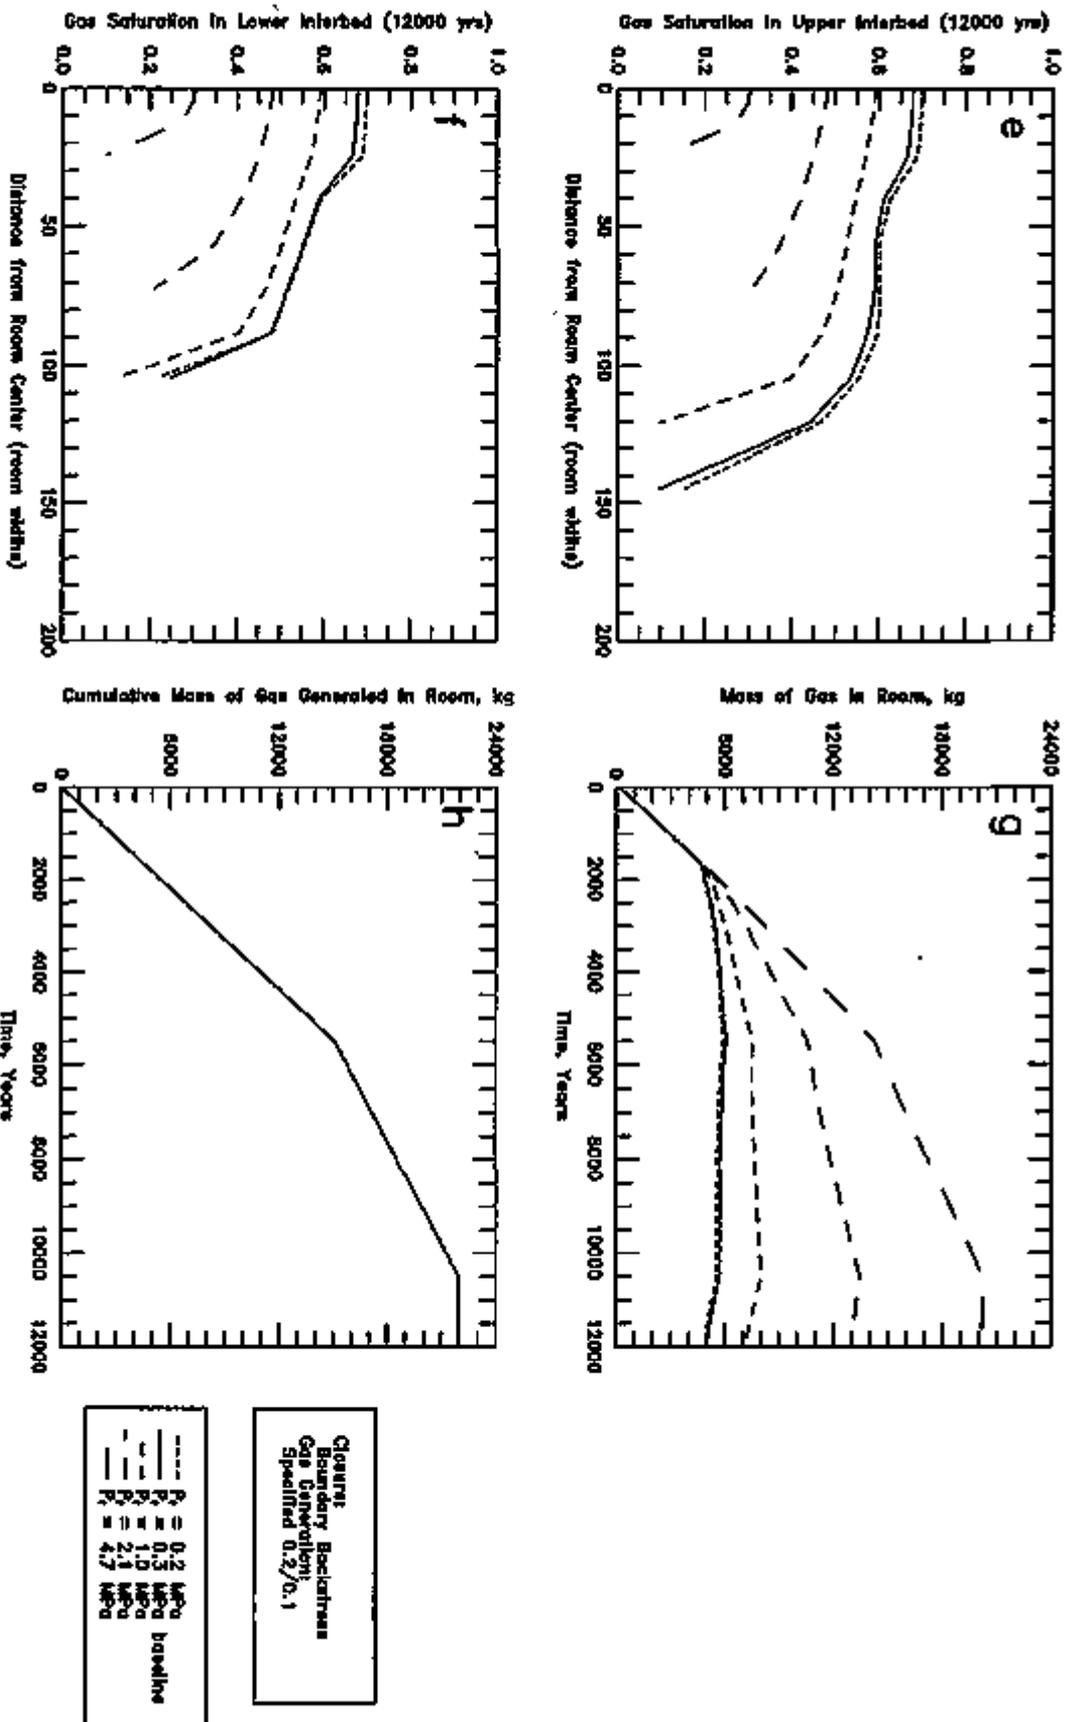 e
Gas Saturation in Upper Interbed (12000 yrs)
1.0
0.8
0.6
0.4
0.2
0.0
0
50
100
150
200
Distance from Room Center (room widths)
f
Gas Saturation in Lower Interbed (12000 yrs)
1.0
0.8
0.6
0.4
0.2
0.0
0
50
100
150
200
Distance from Room Center (room widths)
g
Mass of Gas in Room, kg
24000
18000
12000
6000
0
0
2000
4000
6000
8000
10000
12000
Time, Years
h
Cumulative Mass of Gas Generated in Room, kg
24000
18000
12000
6000
0
0
2000
4000
6000
8000
10000
12000
Time, Years
Closure:
Boundary Backstress
Gas Generation:
Specified 0.2/0.1
= 0.2 MPa
= 0.3 MPa baseline
= 1.0 MPa
= 2.1 MPa
= 4.7 MPa